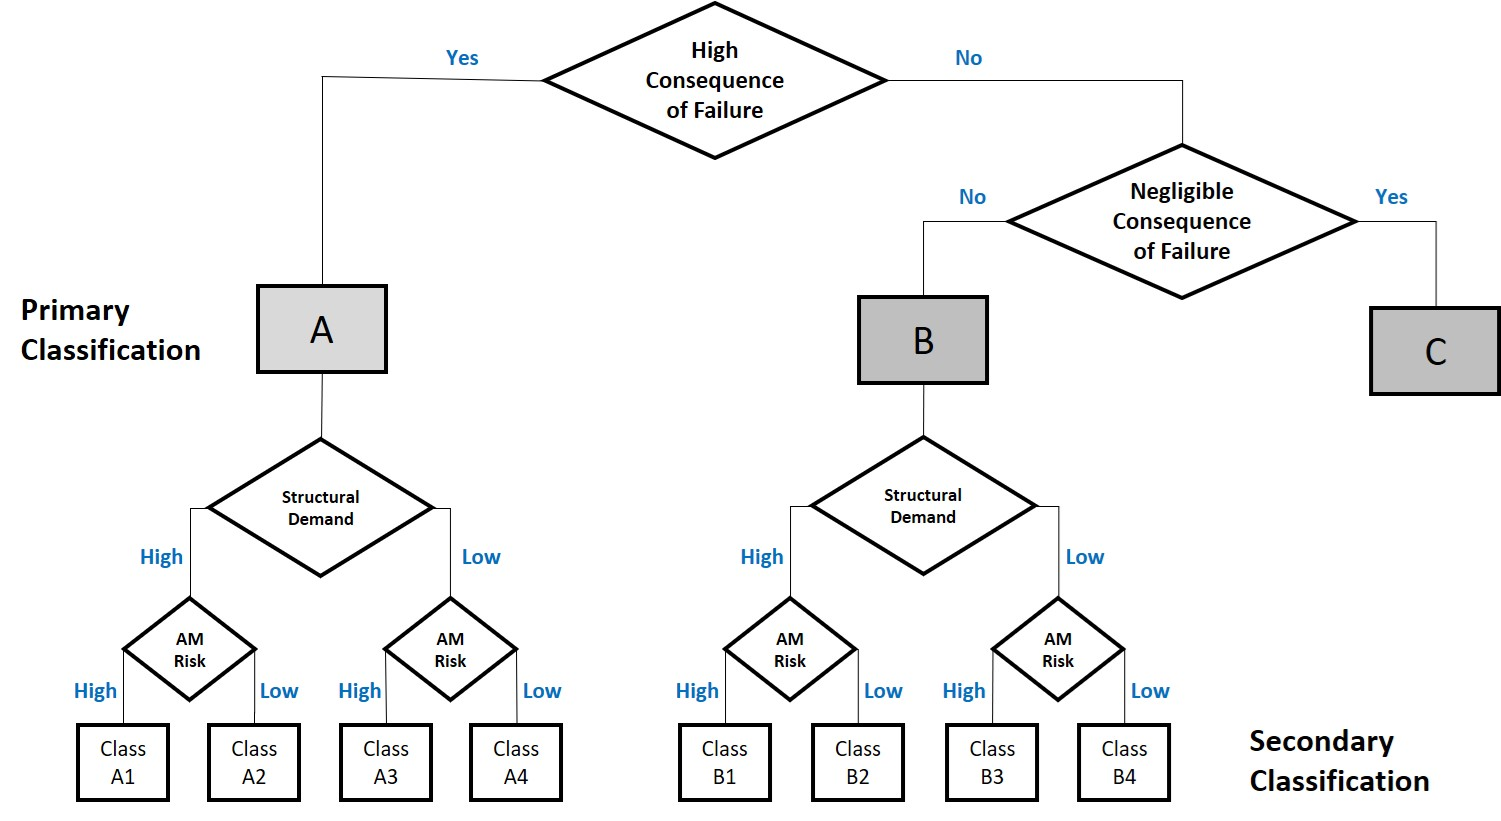 High
Consequence
of Failure
Yes
No
Negligible
Consequence
of Failure
No
Yes
Primary
Classification
A
B
C
Structural
Demand
High
Low
Structural
Demand
High
Low
AM
Risk
High
Low
AM
Risk
High
Low
AM
Risk
High
Low
AM
Risk
High
Low
Class
A1
Class
A2
Class
A3
Class
A4
Class
B1
Class
B2
Class
B3
Class
B4
Secondary
Classification